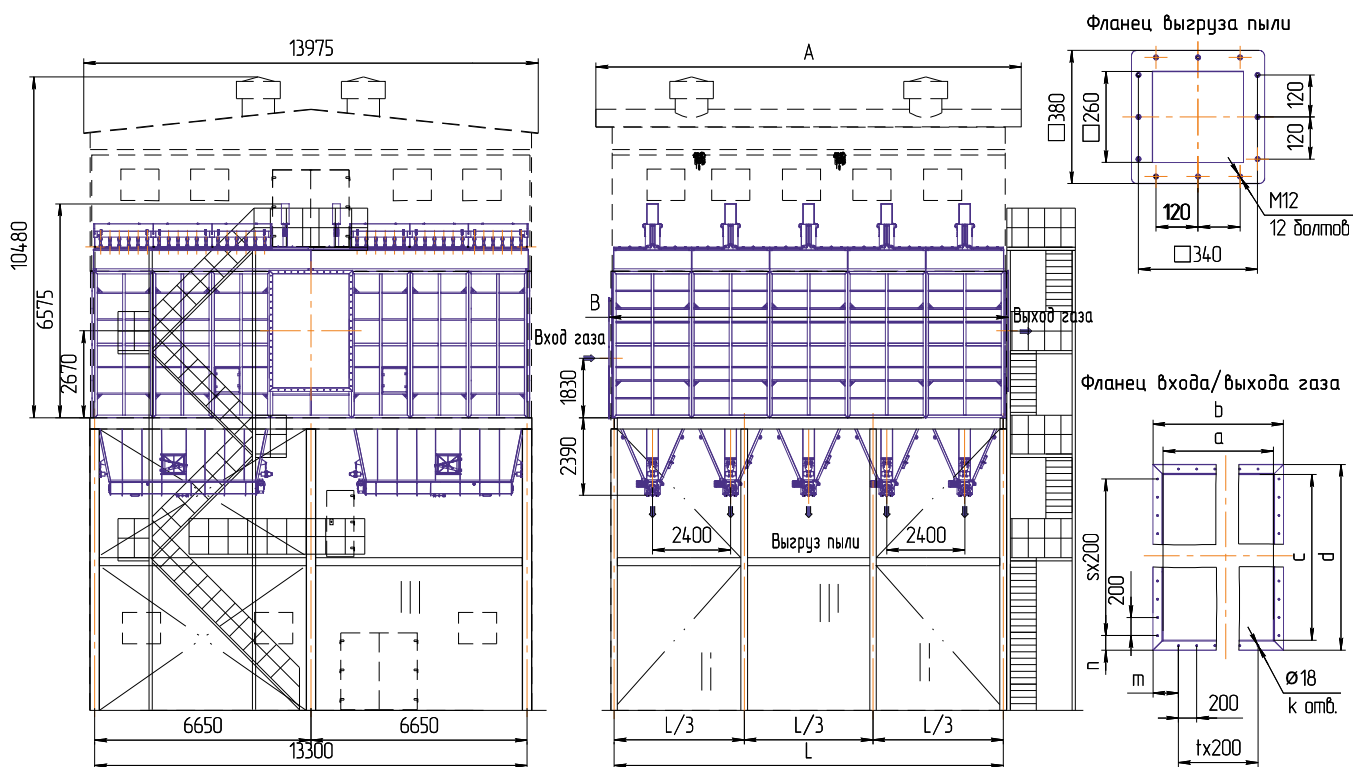 13975
10480
6575
2670
6650
6650
13300
A
B
Вход газа
Выход газа
1830
2390
2400
2400
Выгруз пыли
L/3
L/3
L/3
L
Фланец выгруза пыли
□380
□260
120
120
120
□340
M12
12 болтов
Фланец входа/выхода газа
b
a
c
d
sx200
200
n
m
200
tx200
Ø18
k отв.